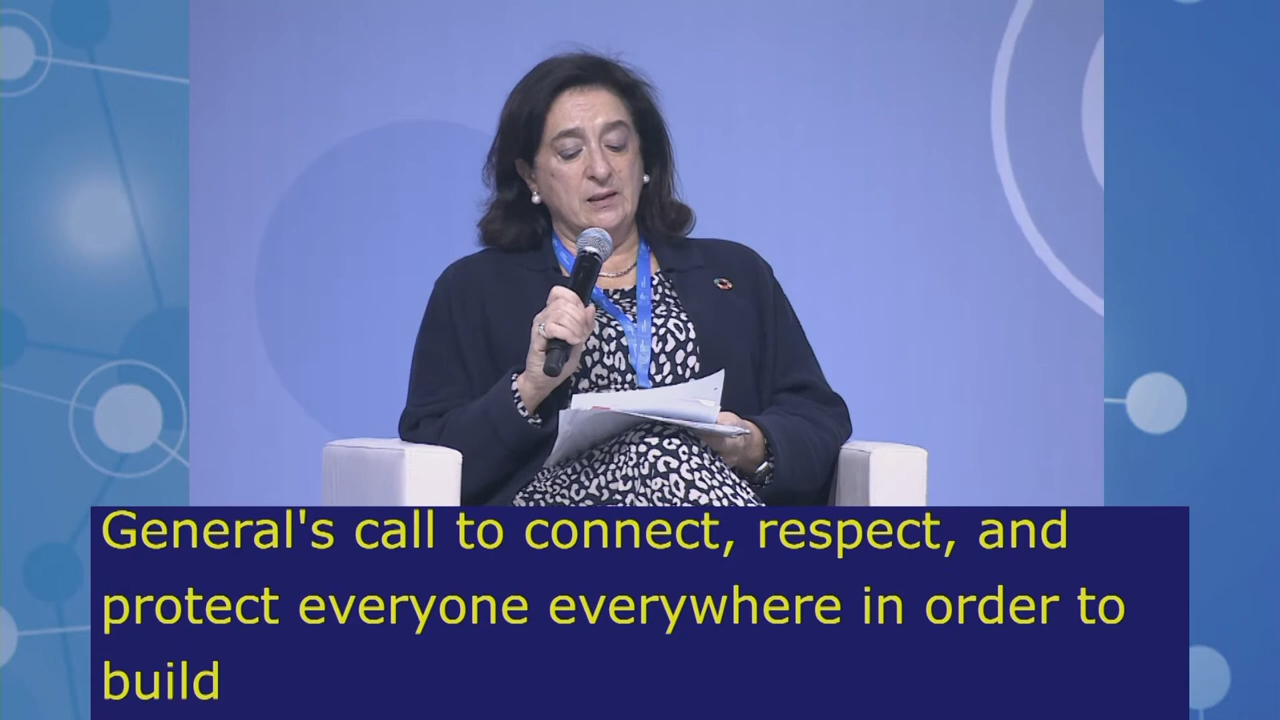 General's call to connect, respect, and
protect everyone everywhere in order to
build